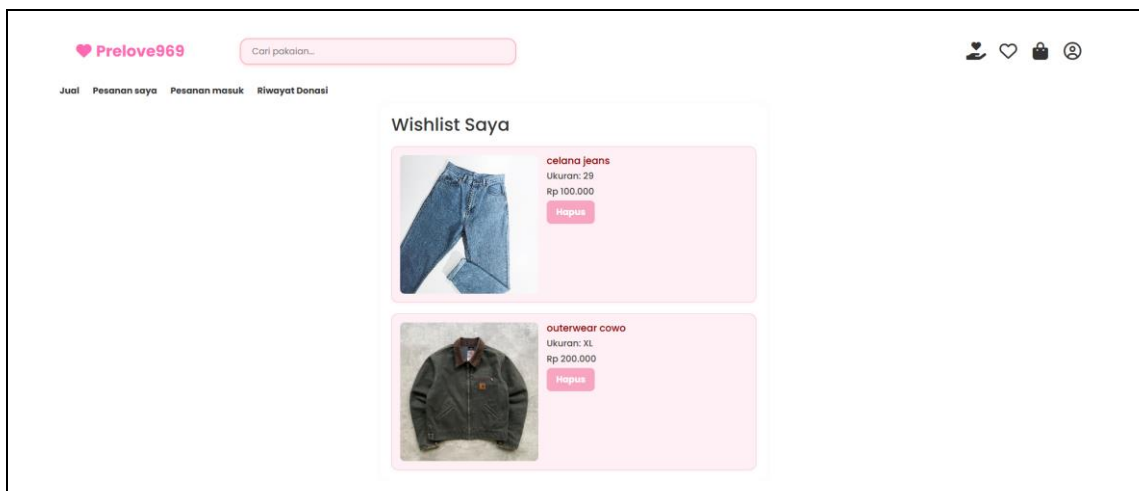 Prelove969
Cari pakaian...
Jual Pesanan saya Pesanan masuk Riwayat Donasi
Wishlist Saya
celana jeans
Ukuran: 29
Rp 100.000
Hapus
outerwear cowo
Ukuran: XL
Rp 200.000
Hapus